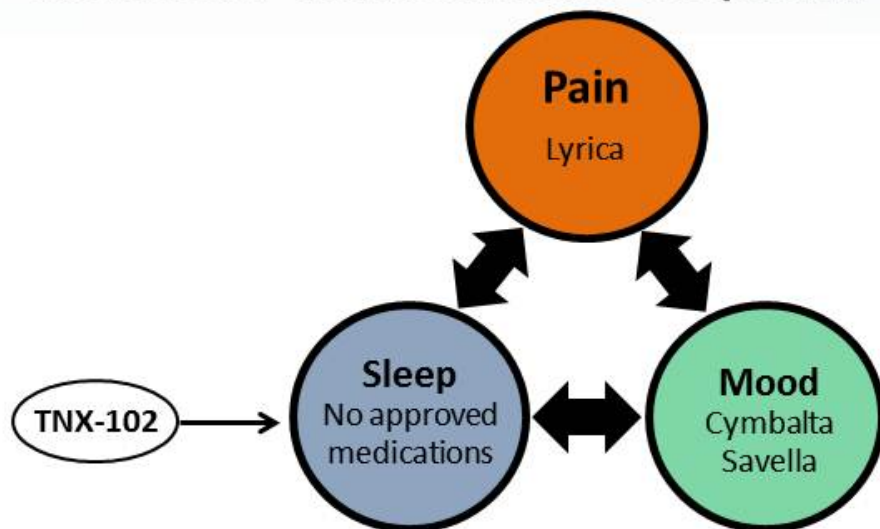 Pain
Lyrica
Sleep
No approved
medications
Mood
Cymbalta
Savella
TNX-102